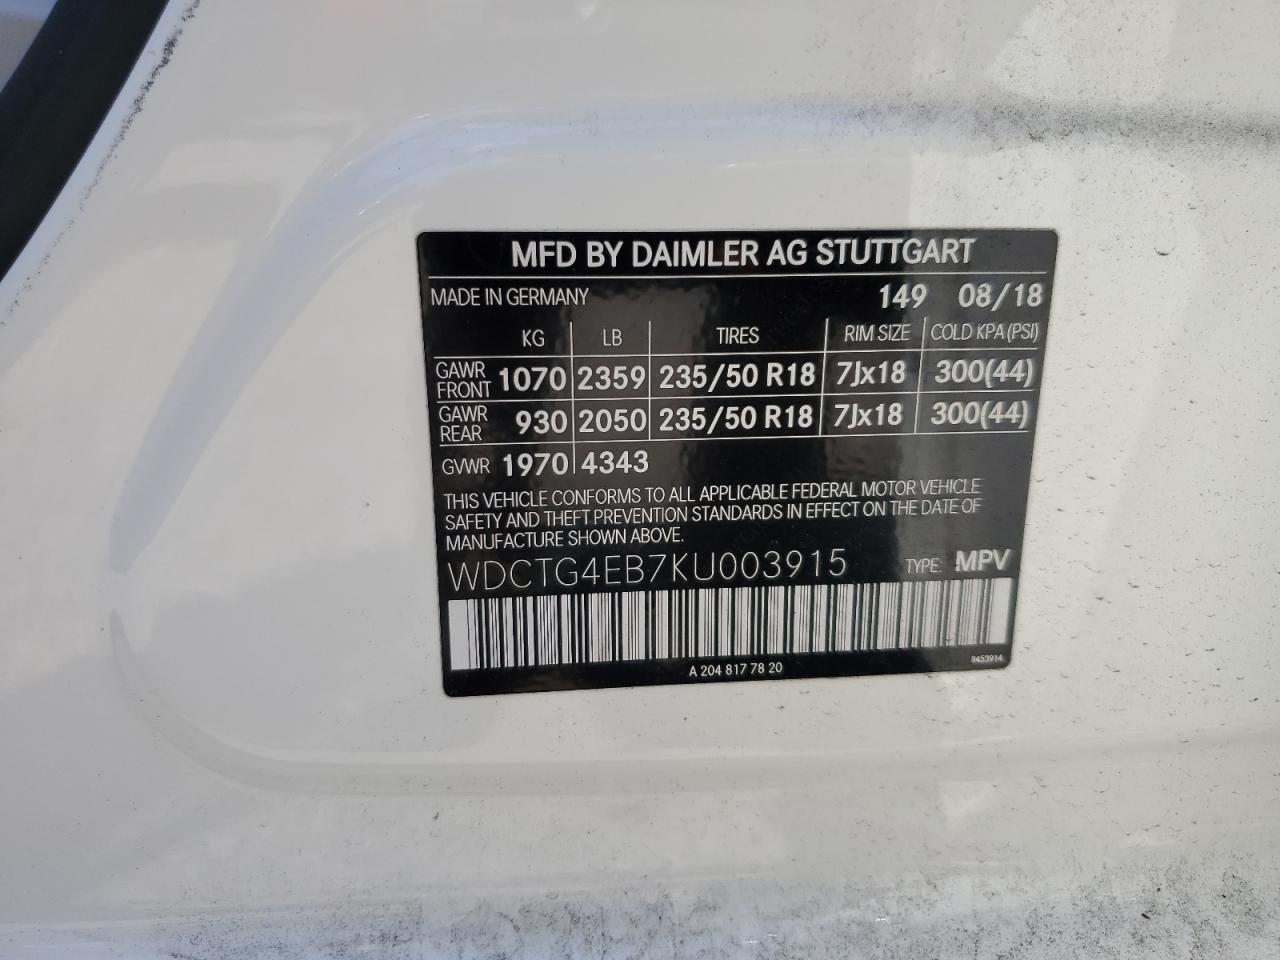 MFD BY DAIMLER AG STUTTGART
MADE IN GERMANY 149 08/18
KG LB TIRES RIM SIZE COLD KPA (PSI)
GAWR FRONT 1070 2359 235/50 R18 7Jx18 300(44)
GAWR REAR 930 2050 235/50 R18 7Jx18 300(44)
GVWR 1970 4343
THIS VEHICLE CONFORMS TO ALL APPLICABLE FEDERAL MOTOR VEHICLE
SAFETY AND THEFT PREVENTION STANDARDS IN EFFECT ON THE DATE OF
MANUFACTURE SHOWN ABOVE.
WDCTG4EB7KU003915 TYPE: MPV
A 204 817 78 20 8453914